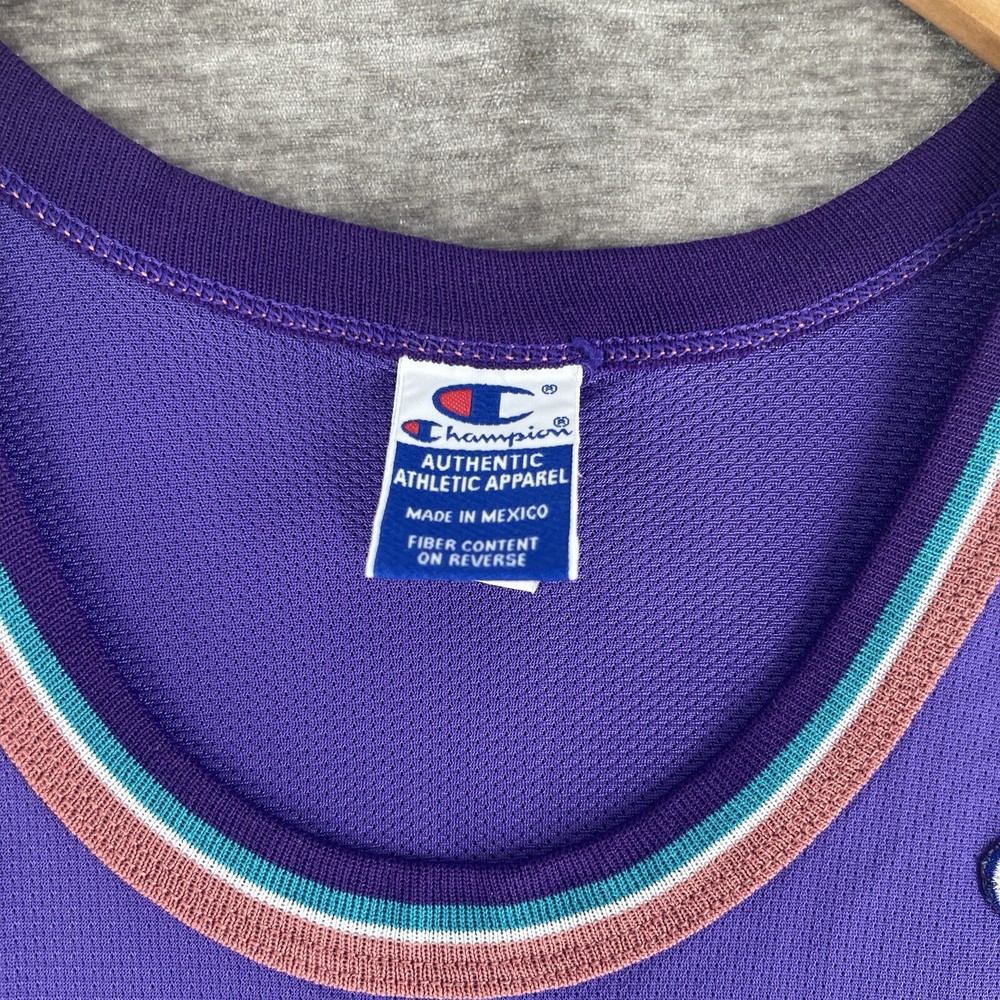 Champion
AUTHENTIC
ATHLETIC APPAREL
MADE IN MEXICO
FIBER CONTENT
ON REVERSE